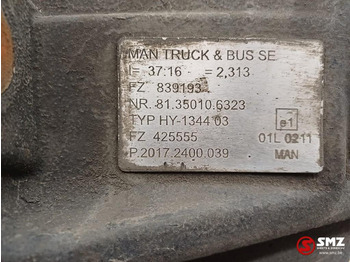 MAN TRUCK & BUS SE
I= 37:16 = 2,313
FZ 839193
NR. 81.35010.6323
TYP HY-1344 03 e1
FZ 425555 01L 0211
P.2017.2400.039 MAN
SMZ